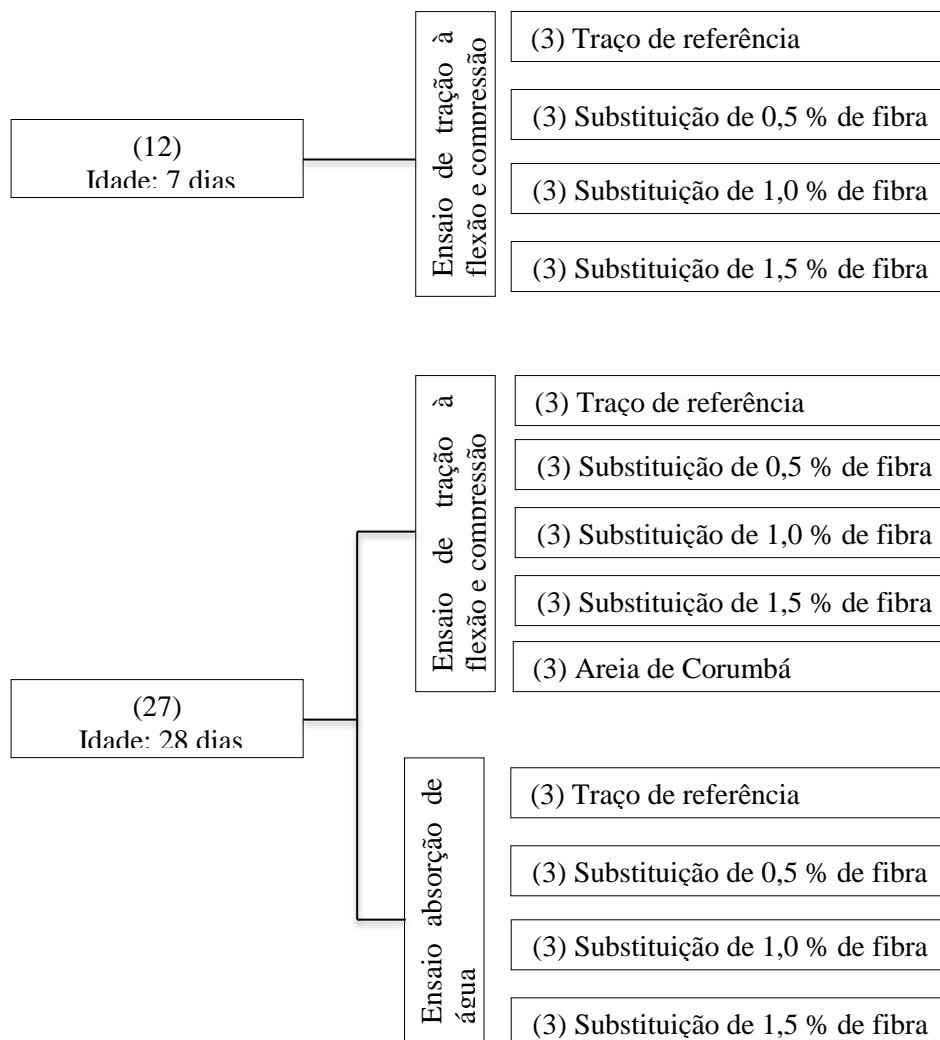 (12)
Idade: 7 dias
Ensaio de tração à
flexão e compressão
(3) Traço de referência
(3) Substituição de 0,5 % de fibra
(3) Substituição de 1,0 % de fibra
(3) Substituição de 1,5 % de fibra
(27)
Idade: 28 dias
Ensaio de tração à
flexão e compressão
(3) Traço de referência
(3) Substituição de 0,5 % de fibra
(3) Substituição de 1,0 % de fibra
(3) Substituição de 1,5 % de fibra
(3) Areia de Corumbá
Ensaio absorção de
água
(3) Traço de referência
(3) Substituição de 0,5 % de fibra
(3) Substituição de 1,0 % de fibra
(3) Substituição de 1,5 % de fibra